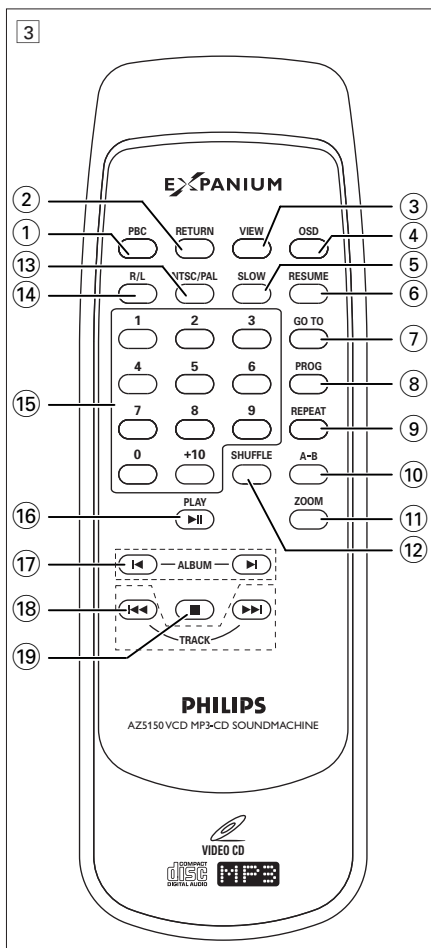 3
EXPANIUM
2
3
1
PBC
RETURN
VIEW
OSD
4
13
5
14
R/L
NTSC/PAL
SLOW
RESUME
6
1
2
3
GO TO
7
4
5
6
PROG
8
15
7
8
9
REPEAT
9
0
+10
SHUFFLE
A-B
10
16
PLAY
ZOOM
11
12
17
ALBUM
18
TRACK
19
PHILIPS
AZ5150 VCD MP3-CD SOUNDMACHINE
VIDEO CD
COMPACT
disc
DIGITAL AUDIO
MP3